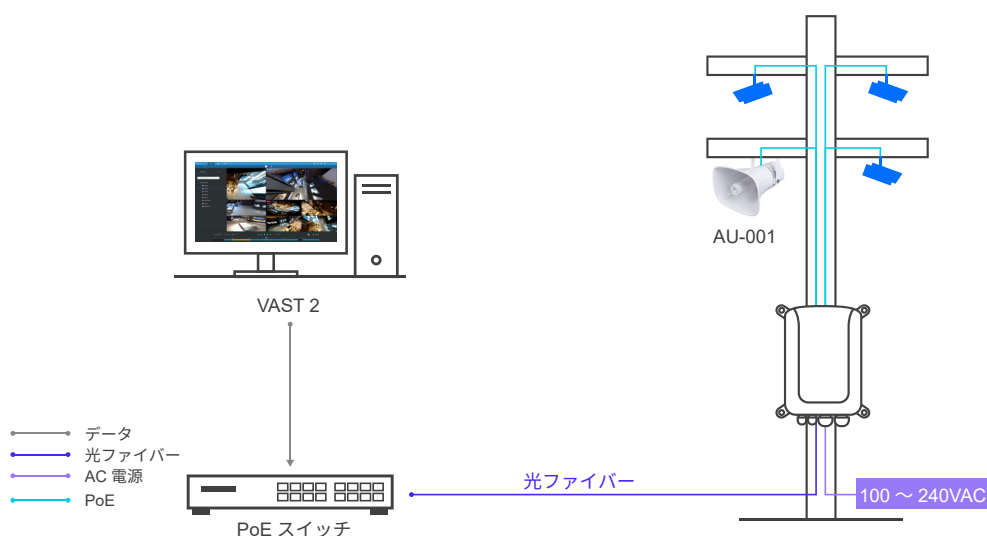 AU-001
VAST 2
データ
光ファイバー
AC 電源
PoE
光ファイバー
100 ～ 240VAC
PoE スイッチ